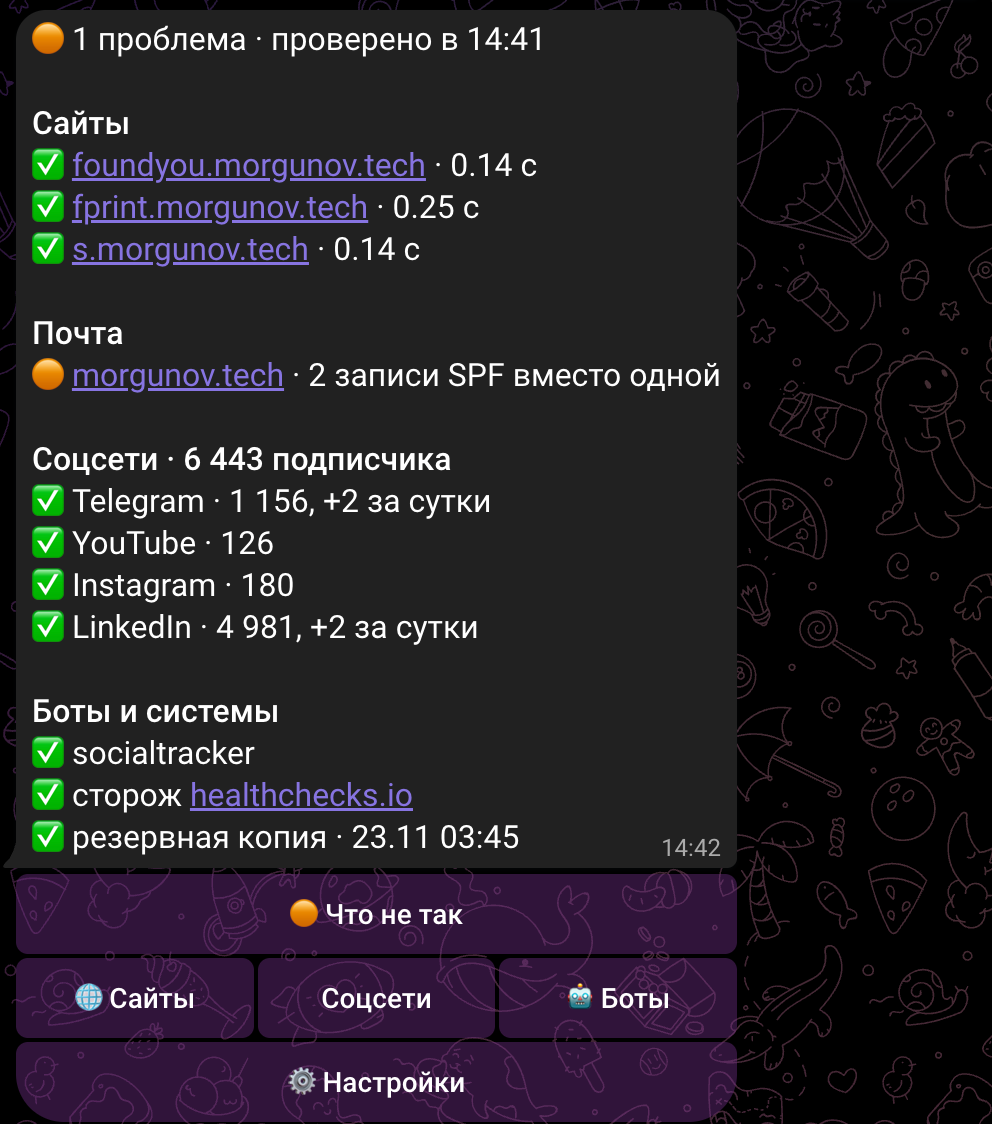 🟠 1 проблема · проверено в 14:41
Сайты
✅ foundyou.morgunov.tech · 0.14 с
✅ fprint.morgunov.tech · 0.25 с
✅ s.morgunov.tech · 0.14 с
Почта
🟠 morgunov.tech · 2 записи SPF вместо одной
Соцсети · 6 443 подписчика
✅ Telegram · 1 156, +2 за сутки
✅ YouTube · 126
✅ Instagram · 180
✅ LinkedIn · 4 981, +2 за сутки
Боты и системы
✅ socialtracker
✅ сторож healthchecks.io
✅ резервная копия · 23.11 03:45
14:42
🟠 Что не так
🌐 Сайты
Соцсети
🤖 Боты
⚙️ Настройки